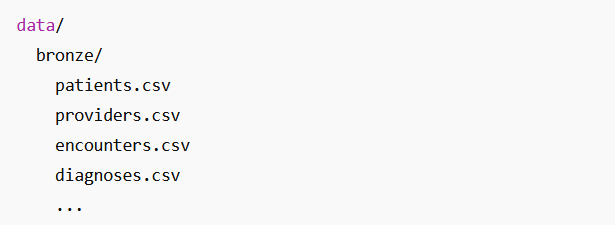 data/
bronze/
patients.csv
providers.csv
encounters.csv
diagnoses.csv
...